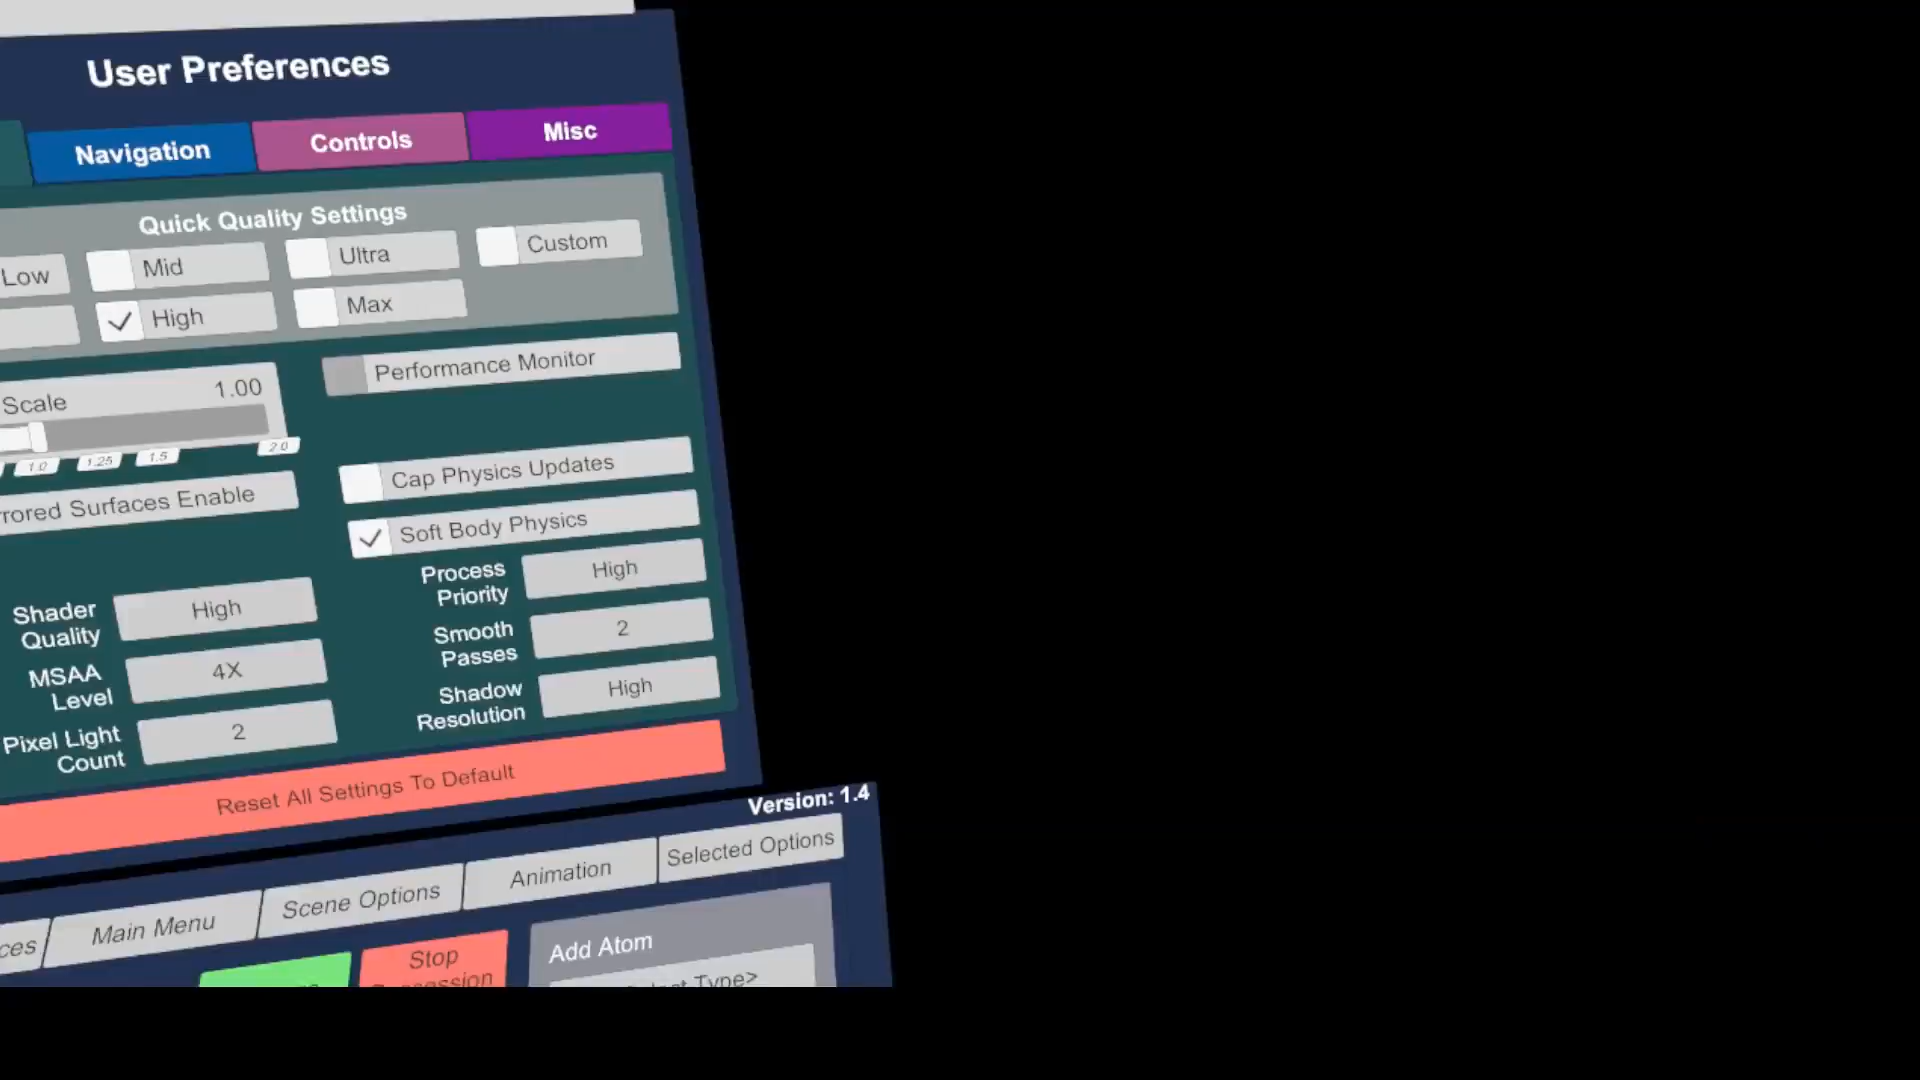 User Preferences
Navigation
Controls
Misc
Quick Quality Settings
Low
Mid
Ultra
Custom
High
Max
Scale
1.00
1.0
1.25
1.5
2.0
Performance Monitor
Surfaces Enable
Cap Physics Updates
Soft Body Physics
Shader
Quality
High
MSAA
Level
4X
Pixel Light
Count
2
Process
Priority
High
Smooth
Passes
2
Shadow
Resolution
High
Reset All Settings To Default
Version: 1.4
Main Menu
Scene Options
Animation
Selected Options
Stop
Add Atom
Type>